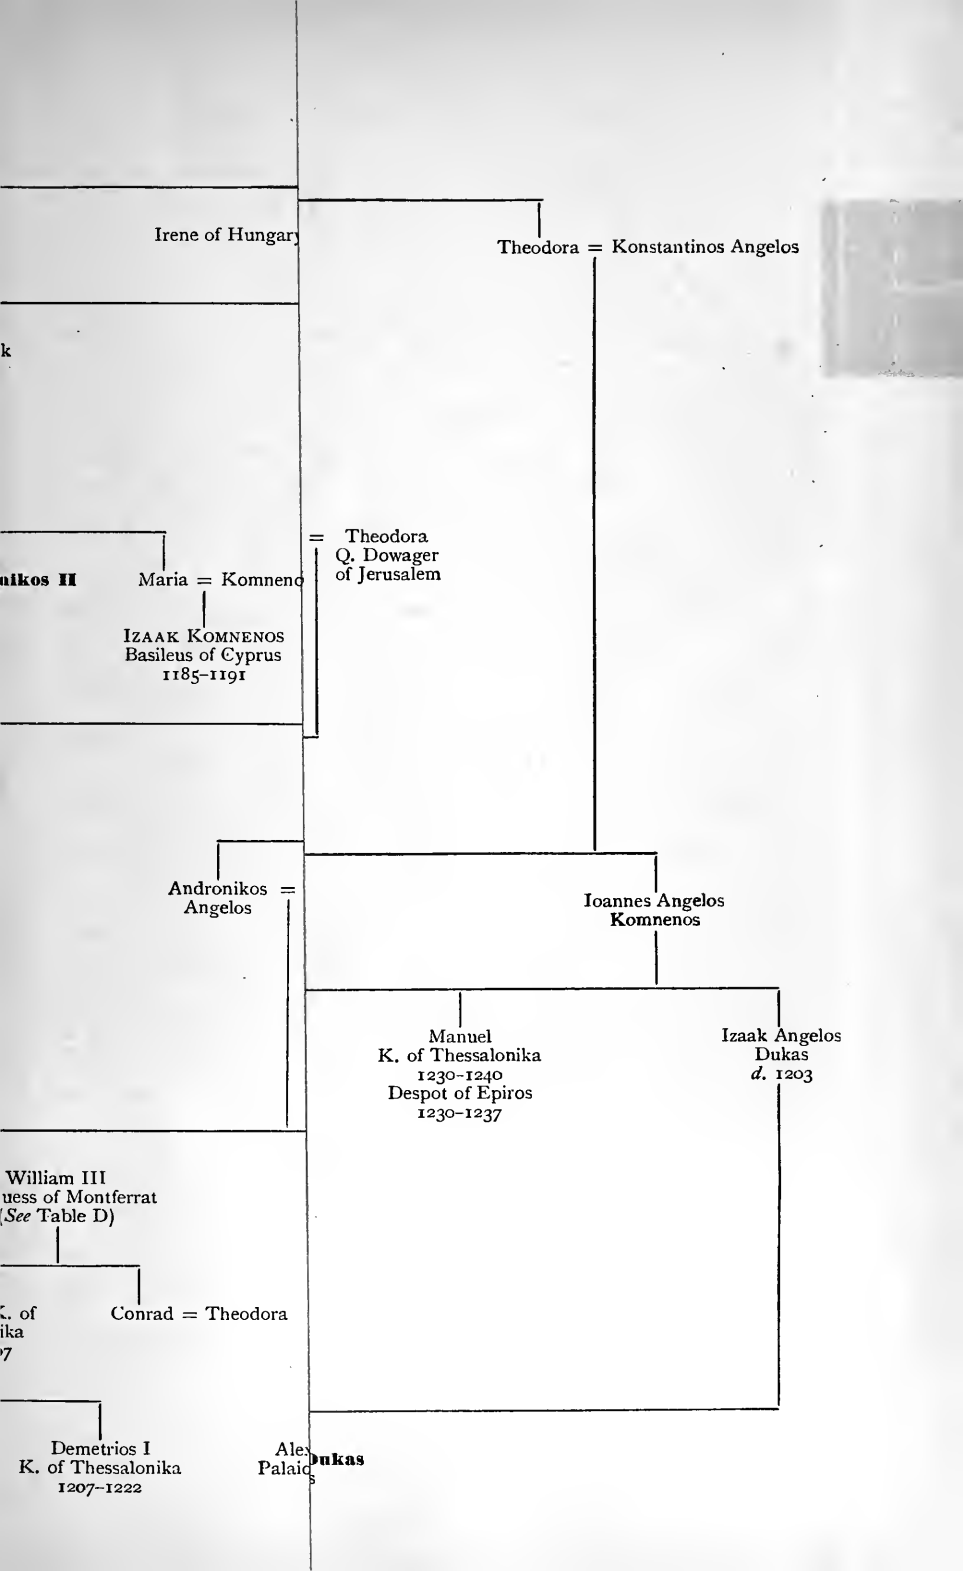 Irene of Hungary
Theodora = Konstantinos Angelos
k
= Theodora
Q. Dowager
of Jerusalem
nikos II
Maria = Komneno
IZAAK KOMNENOS
Basileus of Cyprus
1185–1191
Andronikos =
Angelos
Ioannes Angelos
Komnenos
Manuel
K. of Thessalonika
1230–1240
Despot of Epiros
1230–1237
Izaak Angelos
Dukas
d. 1203
William III
uess of Montferrat
(See Table D)
K. of
ika
7
Conrad = Theodora
Demetrios I
K. of Thessalonika
1207–1222
Alex
Palaio
Dukas
s